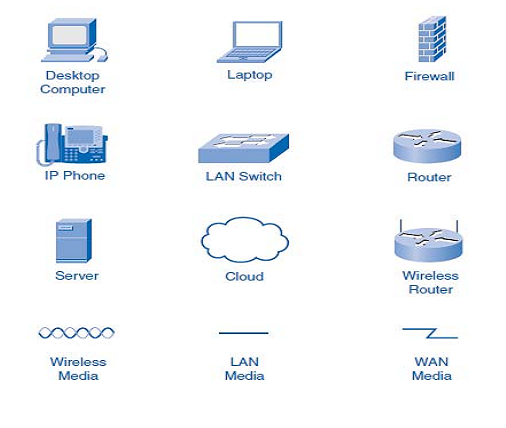 Desktop
Computer
Laptop
Firewall
IP Phone
LAN Switch
Router
Server
Cloud
Wireless
Router
Wireless
Media
LAN
Media
WAN
Media